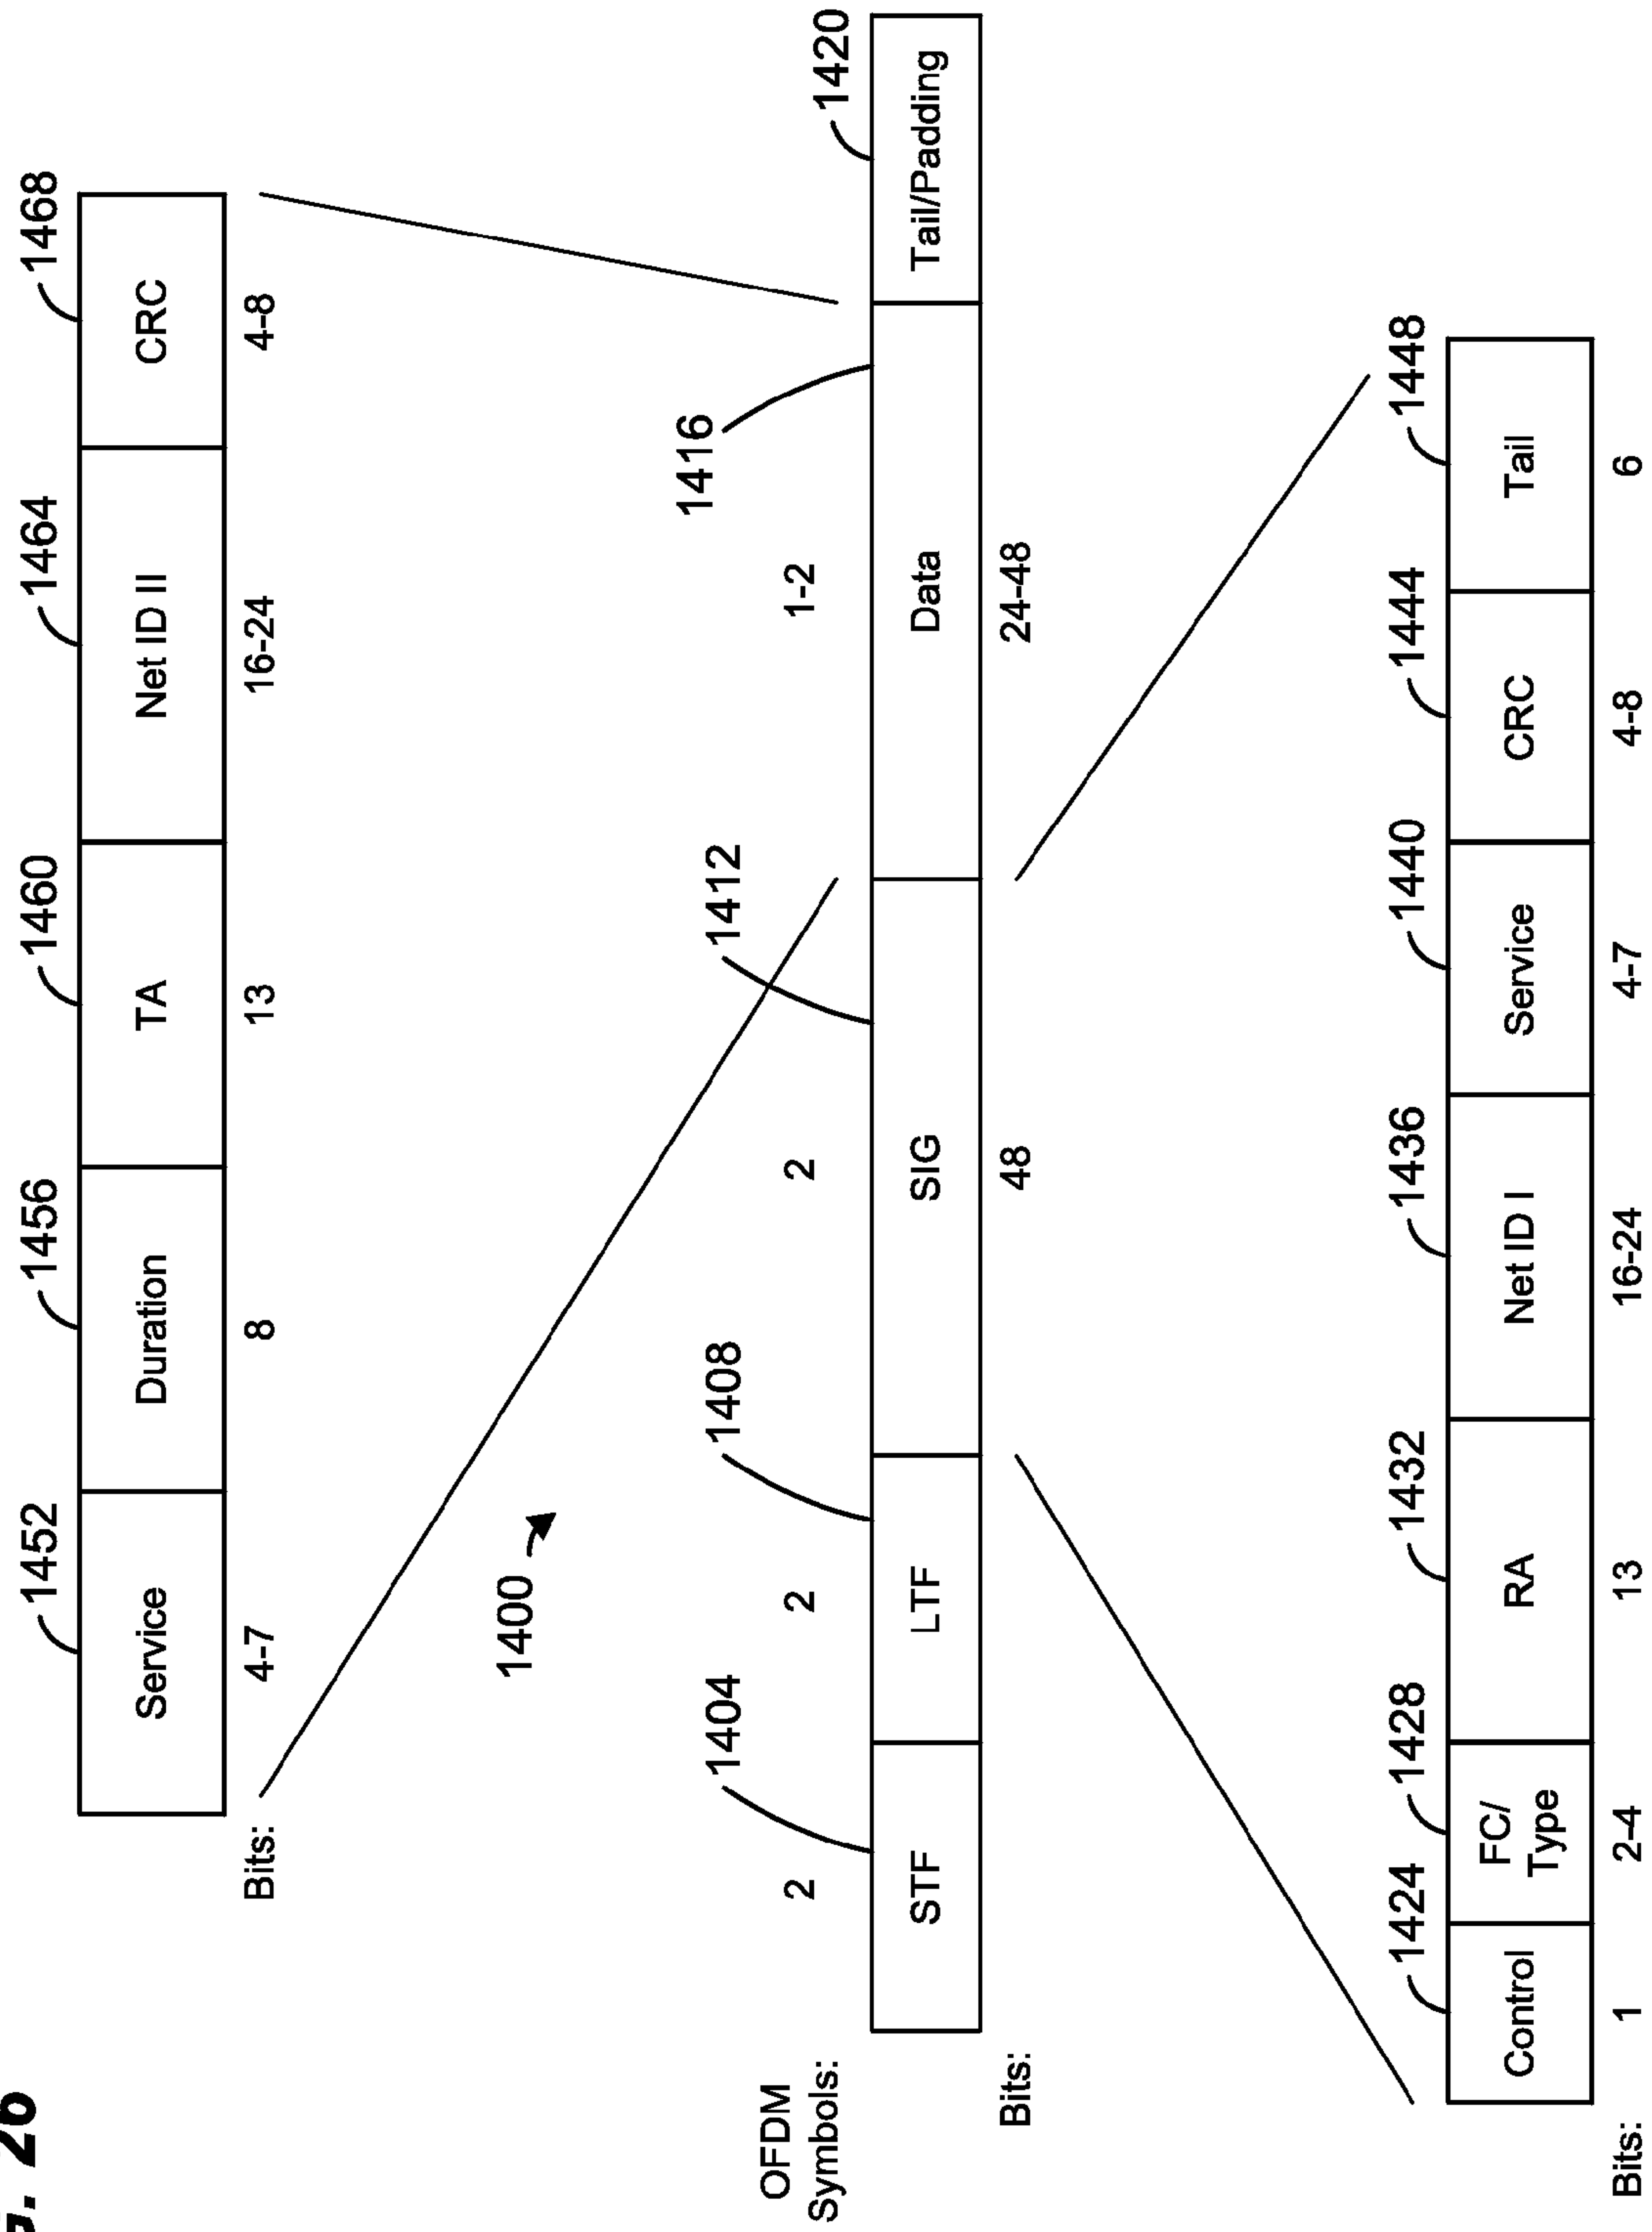 G. 26
1452 1456 1460 1464 1468
Service Duration TA Net ID II CRC
Bits: 4-7 8 13 16-24 4-8
1400
1404 1408 1412 1416 1420
OFDM
Symbols: 2 2 2 1-2
STF LTF SIG Data Tail/Padding
Bits: 48 24-48
1424 1428 1432 1436 1440 1444 1448
Control FC/
Type RA Net ID I Service CRC Tail
Bits: 1 2-4 13 16-24 4-7 4-8 6